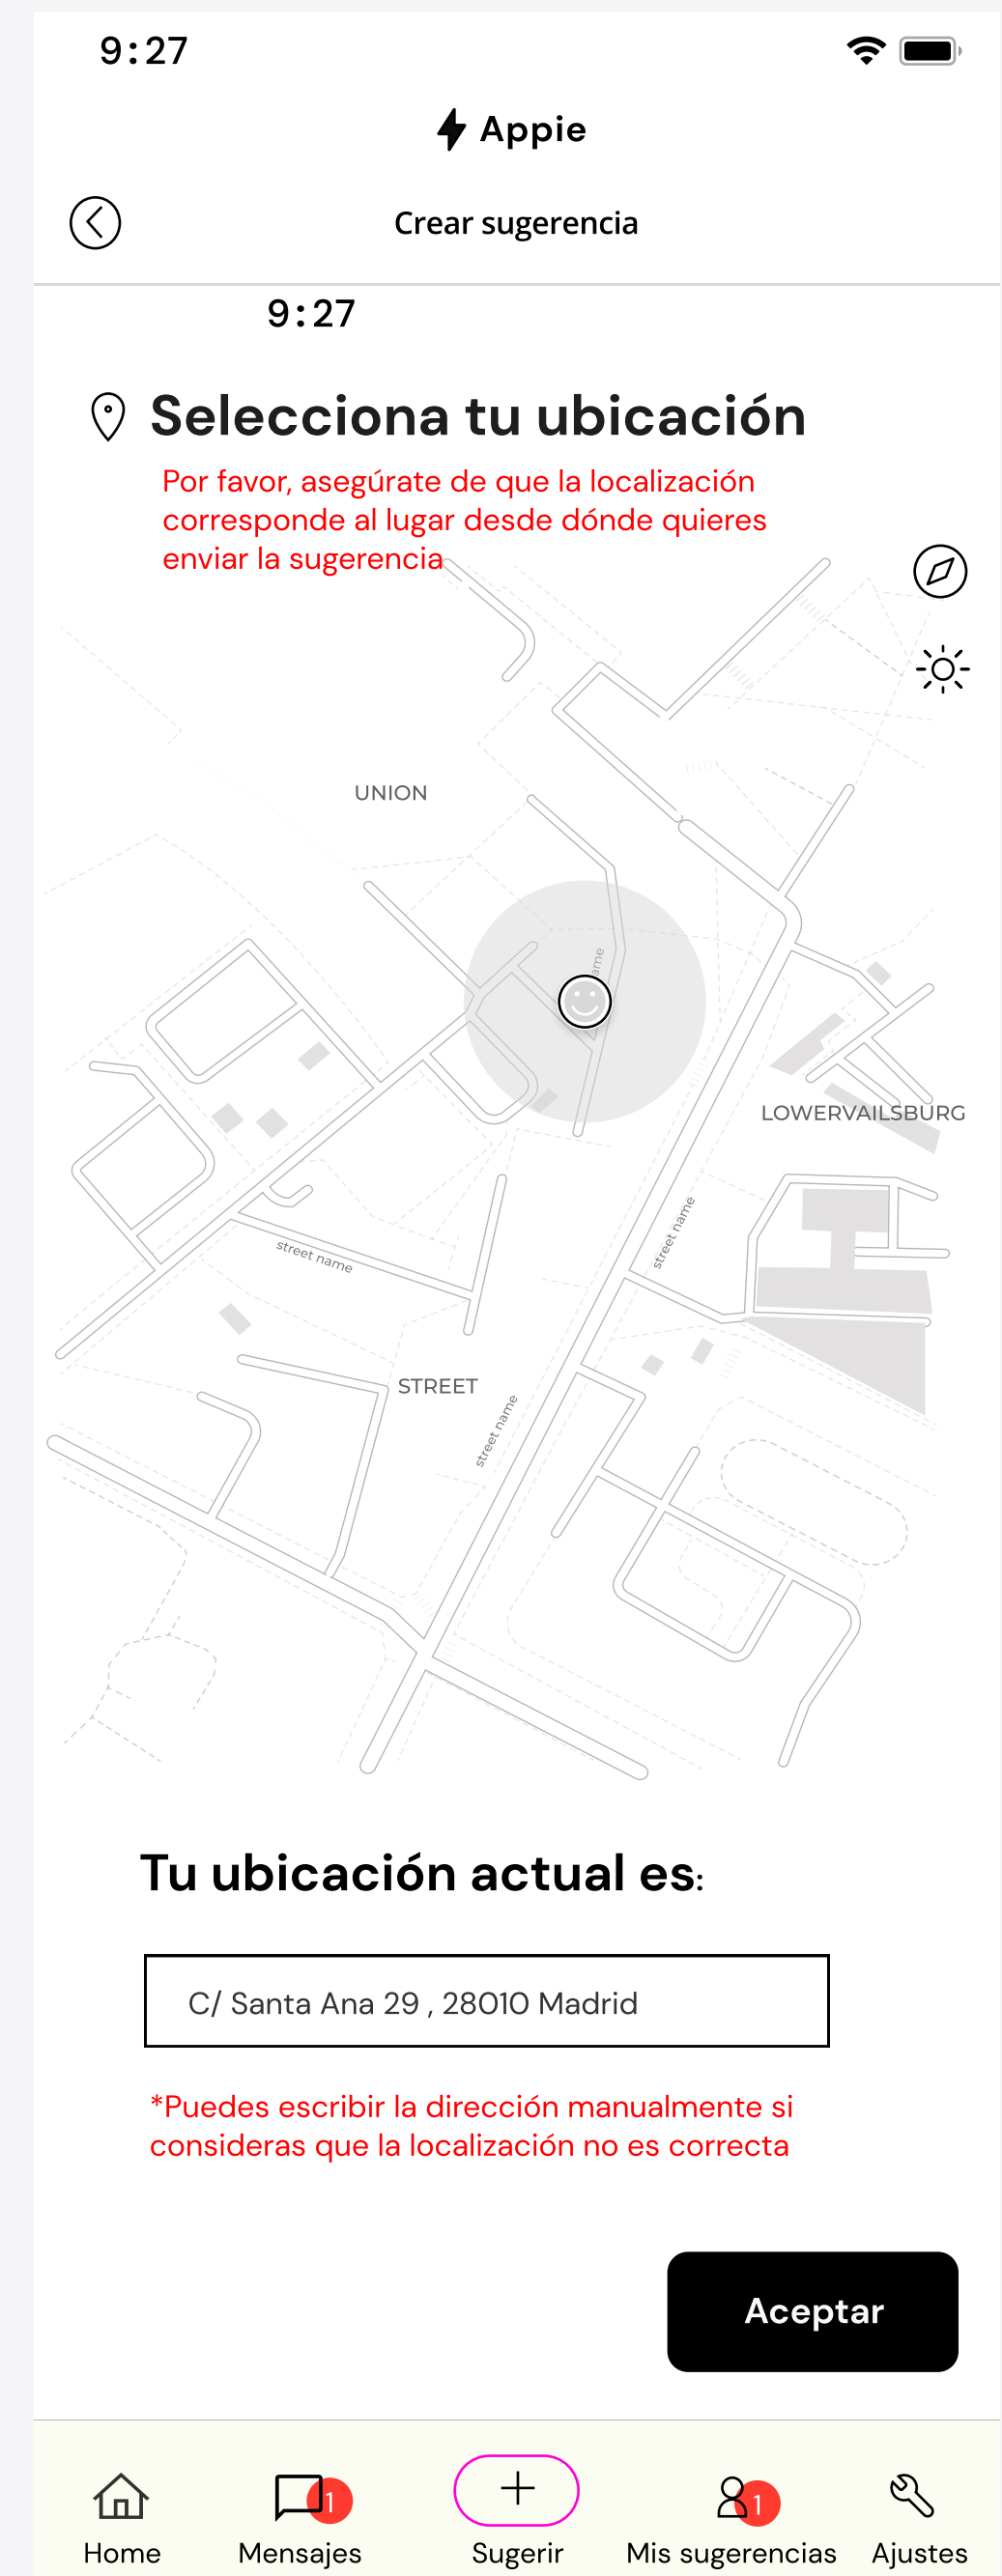 9:27
Appie
Crear sugerencia
9:27
Selecciona tu ubicación
Por favor, asegúrate de que la localización
corresponde al lugar desde dónde quieres
enviar la sugerencia
UNION
ame
LOWERVAILSBURG
street name
street name
STREET
street name
Tu ubicación actual es:
C/ Santa Ana 29 , 28010 Madrid
*Puedes escribir la dirección manualmente si
consideras que la localización no es correcta
Aceptar
1
1
Home
Mensajes
Sugerir
Mis sugerencias
Ajustes